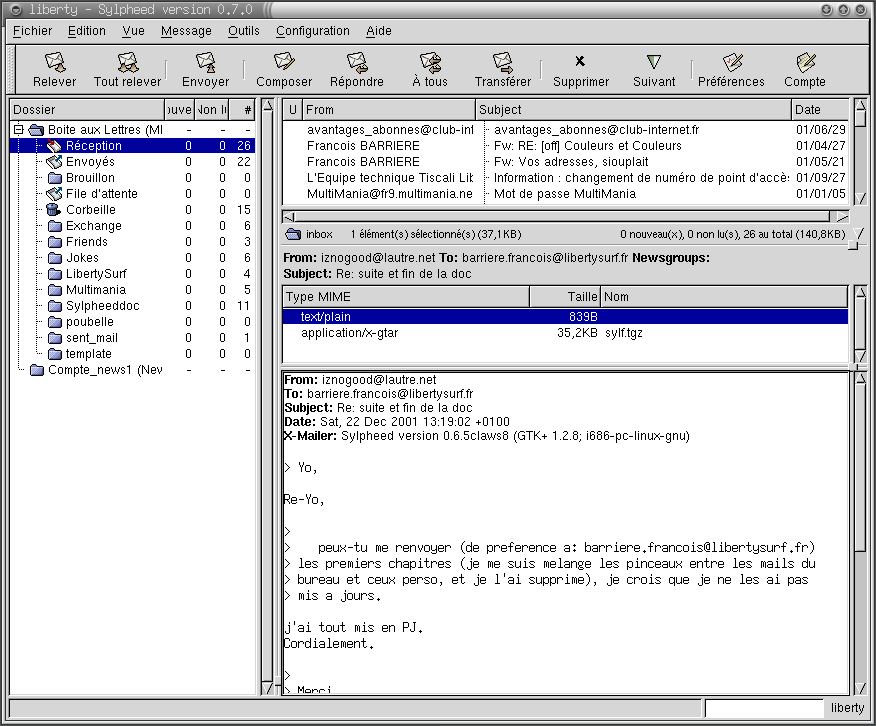 liberty - Sylpheed version 0.7.0
Fichier Edition Vue Message Outils Configuration Aide
Relever Tout relever Envoyer Composer Répondre À tous Transférer Supprimer Suivant Préférences Compte
Dossier ouve Non lu #
Boite aux Lettres (MI - - -
Réception 0 0 26
Envoyés 0 0 22
Brouillon 0 0 0
File d'attente 0 0 0
Corbeille 0 0 15
Exchange 0 0 6
Friends 0 0 3
Jokes 0 0 6
LibertySurf 0 0 4
Multimania 0 0 5
Sylpheeddoc 0 0 11
poubelle 0 0 0
sent_mail 0 0 1
template 0 0 0
Compte_news1 (Nev - - -
U From Subject Date
avantages_abonnes@club-inf avantages_abonnes@club-internet.fr 01/06/29
Francois BARRIERE Fw: RE: [off] Couleurs et Couleurs 01/04/27
Francois BARRIERE Fw: Vos adresses, siouplait 01/05/21
L'Equipe technique Tiscali Lib Information : changement de numéro de point d'accès 01/09/27
MultiMania@fr9.multimania.ne Mot de passe MultiMania 01/01/05
inbox 1 élément(s) sélectionné(s) (37,1KB) 0 nouveau(x), 0 non lu(s), 26 au total (140,8KB)
From: iznogood@lautre.net To: barriere.francois@libertysurf.fr Newsgroups:
Subject: Re: suite et fin de la doc
Type MIME Taille Nom
text/plain 839B
application/x-gtar 35,2KB sylf.tgz
From: iznogood@lautre.net
To: barriere.francois@libertysurf.fr
Subject: Re: suite et fin de la doc
Date: Sat, 22 Dec 2001 13:19:02 +0100
X-Mailer: Sylpheed version 0.6.5claws8 (GTK+ 1.2.8; i686-pc-linux-gnu)
> Yo,
Re-Yo,
>
> peux-tu me renvoyer (de preference a: barriere.francois@libertysurf.fr)
> les premiers chapitres (je me suis melange les pinceaux entre les mails du
> bureau et ceux perso, et je l'ai supprime), je crois que je ne les ai pas
> mis a jours.
j'ai tout mis en PJ.
Cordialement.
>
> Merci
liberty